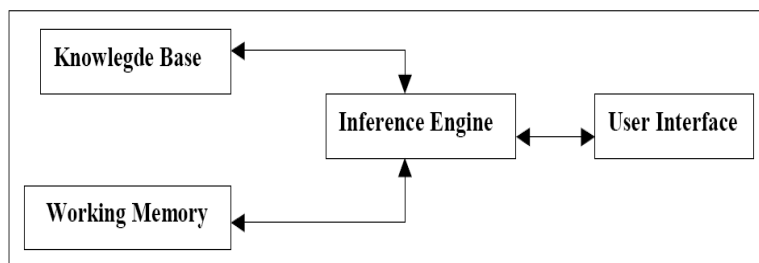 Knowlegde Base
Inference Engine
User Interface
Working Memory